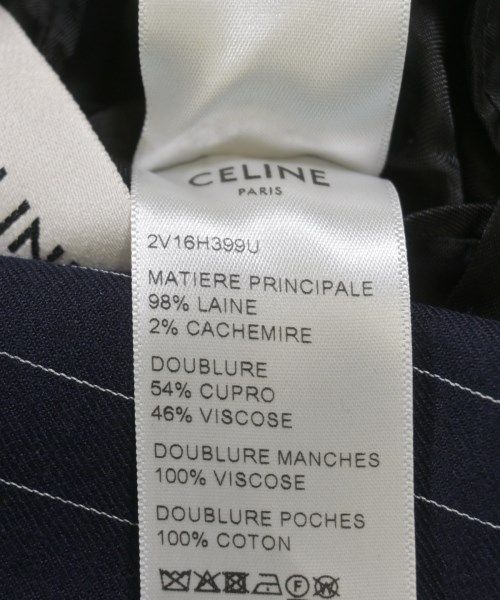 CELINE
PARIS
2V16H399U
MATIERE PRINCIPALE
98% LAINE
2% CACHEMIRE
DOUBLURE
54% CUPRO
46% VISCOSE
DOUBLURE MANCHES
100% VISCOSE
DOUBLURE POCHES
100% COTON